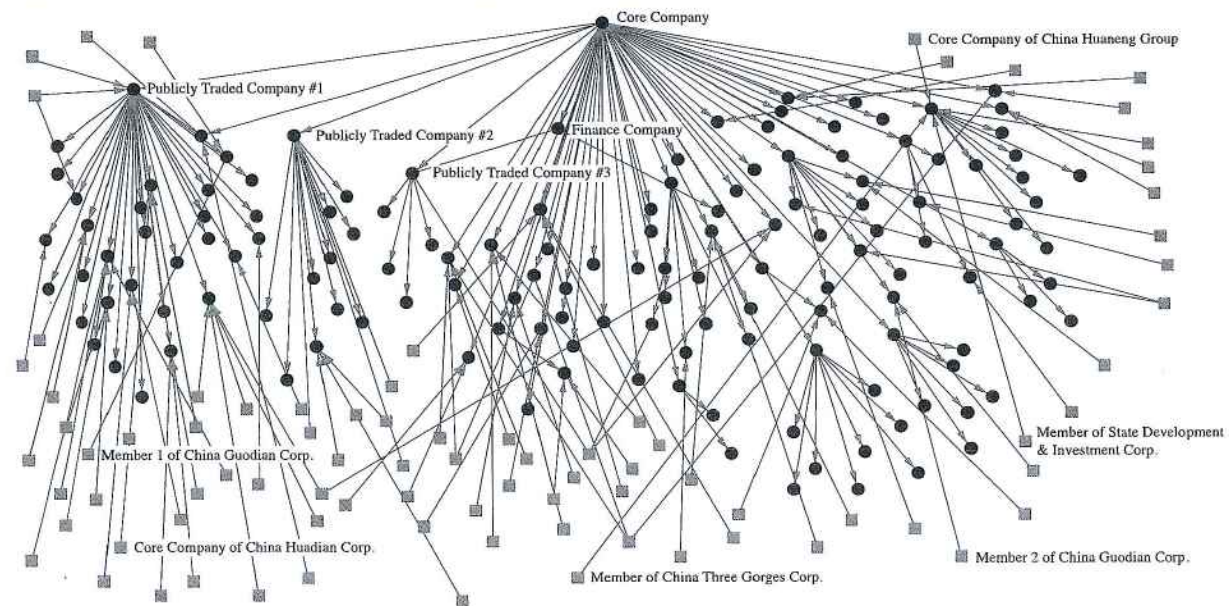 Core Company
Core Company of China Huaneng Group
Publicly Traded Company #1
Publicly Traded Company #2
Finance Company
Publicly Traded Company #3
Member of State Development
& Investment Corp.
Member 1 of China Guodian Corp.
Core Company of China Huadian Corp.
Member 2 of China Guodian Corp.
Member of China Three Gorges Corp.